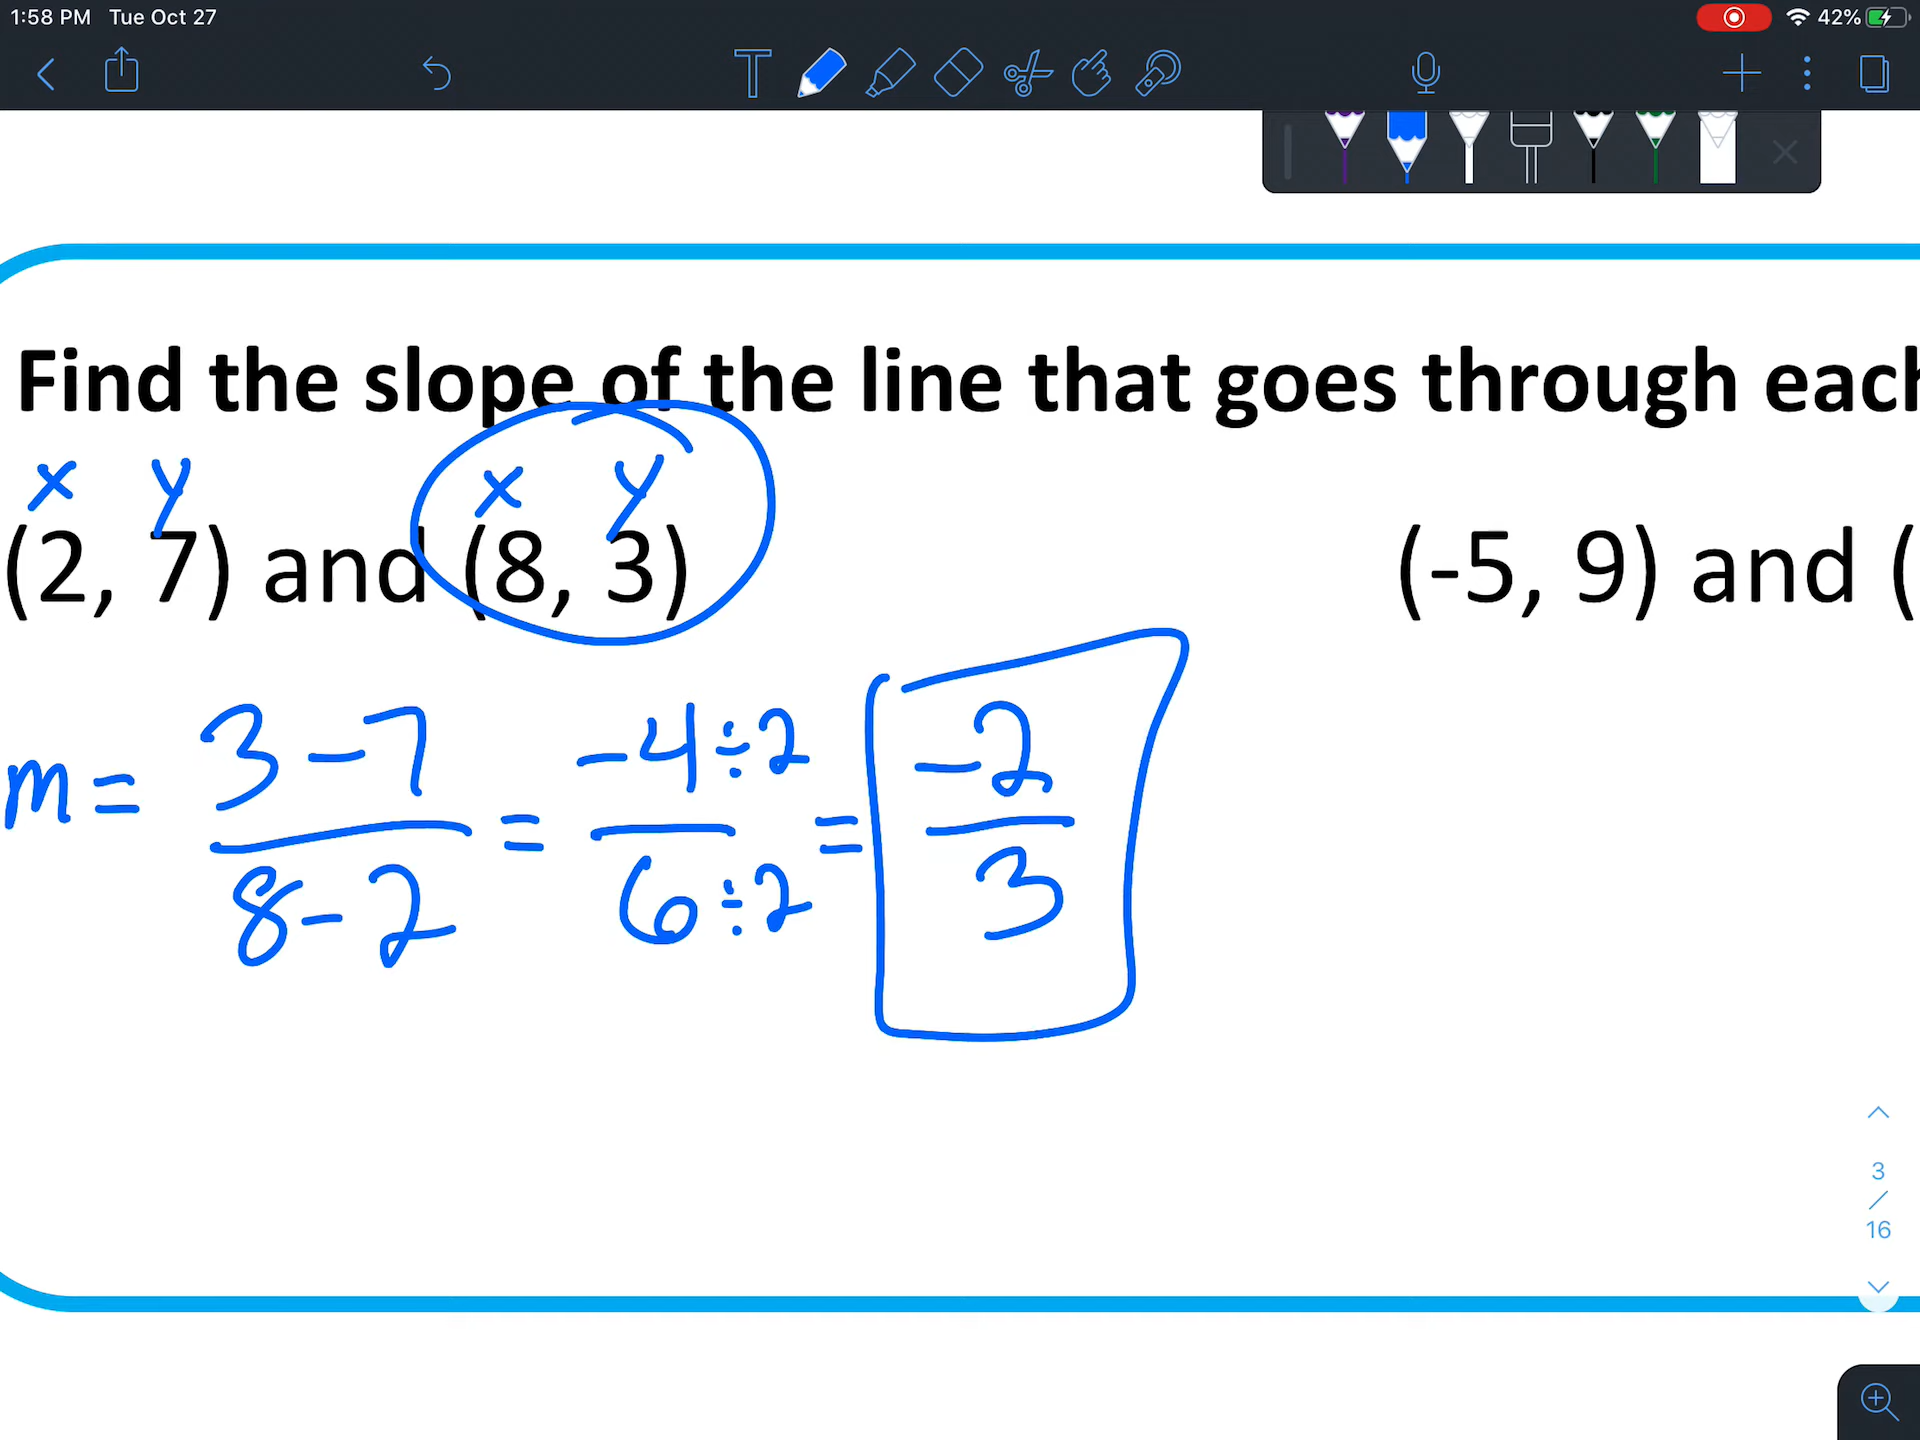 1:58 PM Tue Oct 27
42%
T
Find the slope of the line that goes through each
x y x y
(2, 7) and (8, 3)
(-5, 9) and (
m = 3 - 7 / 8 - 2 = -4 ÷ 2 / 6 ÷ 2 = -2 / 3
3
/
16